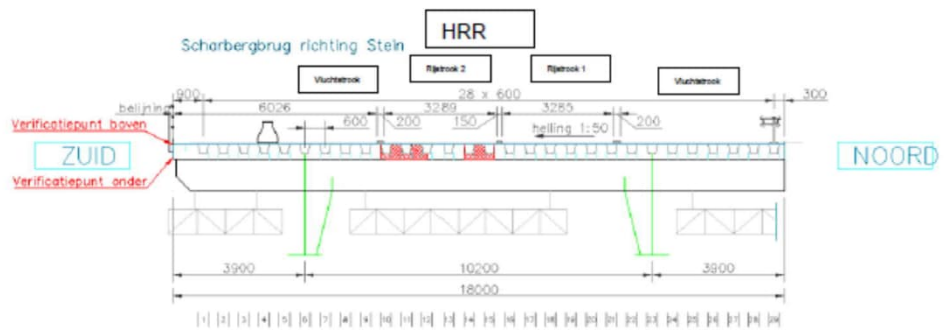 HRR
Scharbergbrug richting Stein
Vluchtstrook
Rijstrook 2
Rijstrook 1
Vluchtstrook
900
28 x 600
300
belijning
6026
3289
3285
Verificatiepunt boven
600
200
150
helling 1:50
200
ZUID
NOORD
Verificatiepunt onder
3900
10200
3900
18000
1 2 3 4 5 6 7 8 9 10 11 12 13 14 15 16 17 18 19 20 21 22 23 24 25 26 27 28 29